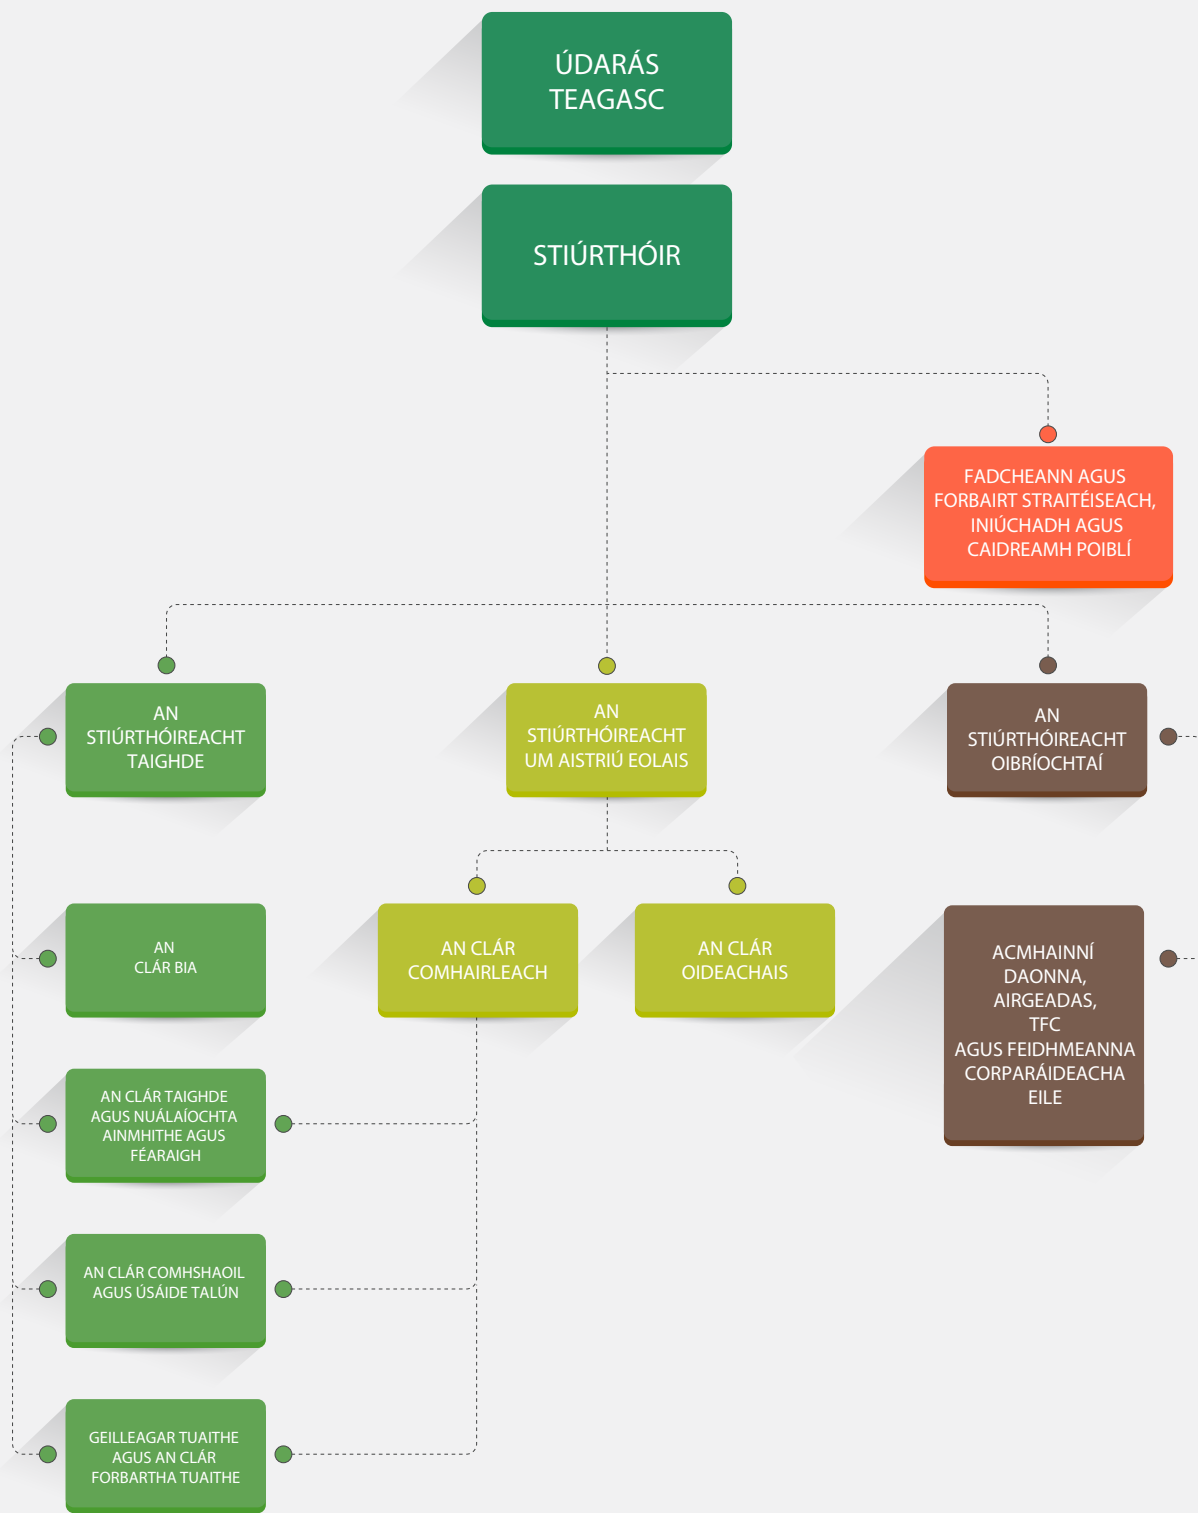 ÚDARÁS
TEAGASC
STIÚRTHÓIR
FADCHEANN AGUS
FORBAIRT STRAITÉISEACH,
INIÚCHADH AGUS
CAIDREAMH POIBLÍ
AN
STIÚRTHÓIREACHT
TAIGHDE
AN
STIÚRTHÓIREACHT
UM AISTRIÚ EOLAIS
AN
STIÚRTHÓIREACHT
OIBRÍOCHTAÍ
AN
CLÁR BIA
AN CLÁR
COMHAIRLEACH
AN CLÁR
OIDEACHAIS
ACMHAINNÍ
DAONNA,
AIRGEADAS,
TFC
AGUS FEIDHMEANNA
CORPARÁIDEACHA
EILE
AN CLÁR TAIGHDE
AGUS NUÁLAÍOCHTA
AINMHITHE AGUS
FÉARAIGH
AN CLÁR COMHSHAOIL
AGUS ÚSÁIDE TALÚN
GEILLEAGAR TUAITHE
AGUS AN CLÁR
FORBARTHA TUAITHE